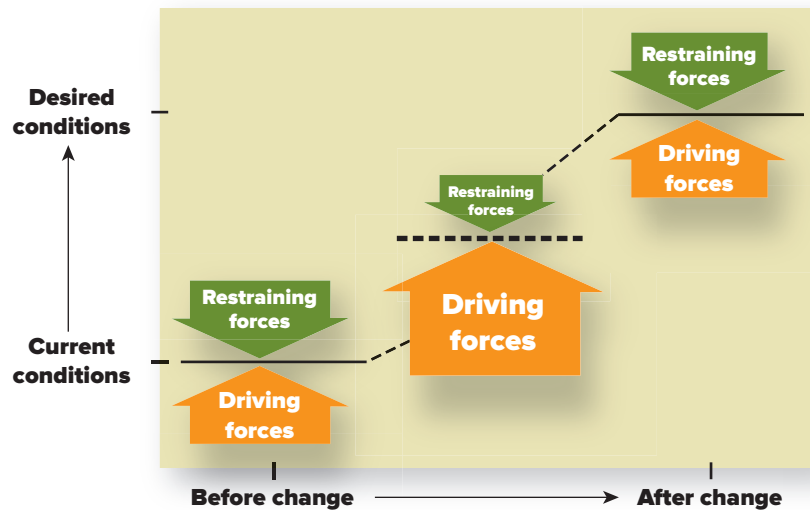 Restraining
forces
Desired
conditions
Driving
forces
Restraining
forces
Restraining
forces
Driving
forces
Current
conditions
Driving
forces
Before change
After change